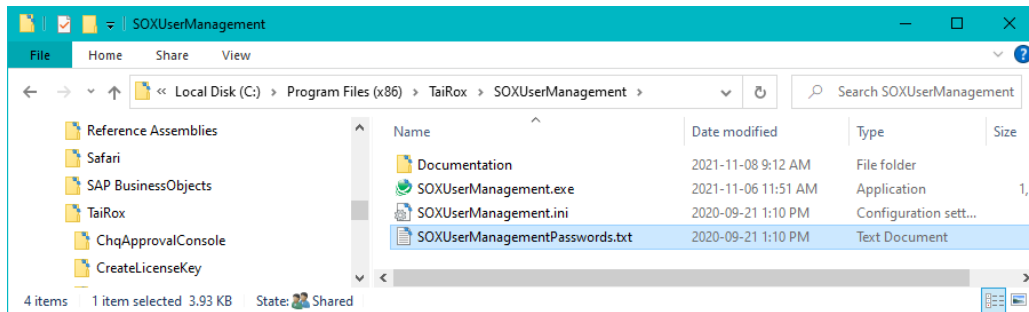 SOXUserManagement
File Home Share View
« Local Disk (C:) > Program Files (x86) > TaiRox > SOXUserManagement >
Search SOXUserManagement
Reference Assemblies
Safari
SAP BusinessObjects
TaiRox
ChqApprovalConsole
CreateLicenseKey
Name Date modified Type Size
Documentation 2021-11-08 9:12 AM File folder
SOXUserManagement.exe 2021-11-06 11:51 AM Application 1,
SOXUserManagement.ini 2020-09-21 1:10 PM Configuration sett...
SOXUserManagementPasswords.txt 2020-09-21 1:10 PM Text Document
4 items 1 item selected 3.93 KB State: Shared